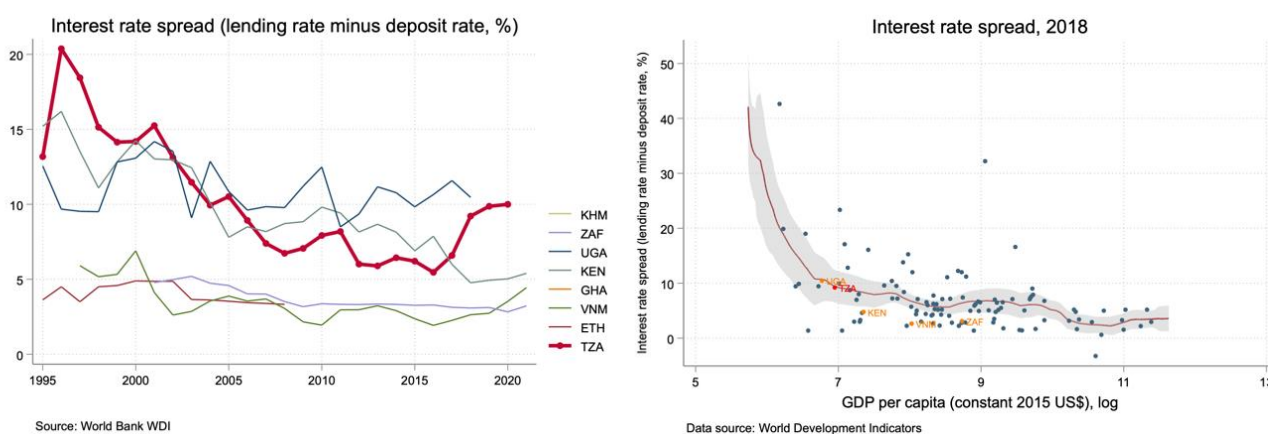 Interest rate spread (lending rate minus deposit rate, %)
20
15
10
5
0
1995
2000
2005
2010
2015
2020
KHM
ZAF
UGA
KEN
GHA
VNM
ETH
TZA
Source: World Bank WDI
Interest rate spread, 2018
Interest rate spread (lending rate minus deposit rate, %)
50
40
30
20
10
0
UGA
TZA
KEN
VNM
ZAF
5
7
9
11
13
GDP per capita (constant 2015 US$), log
Data source: World Development Indicators